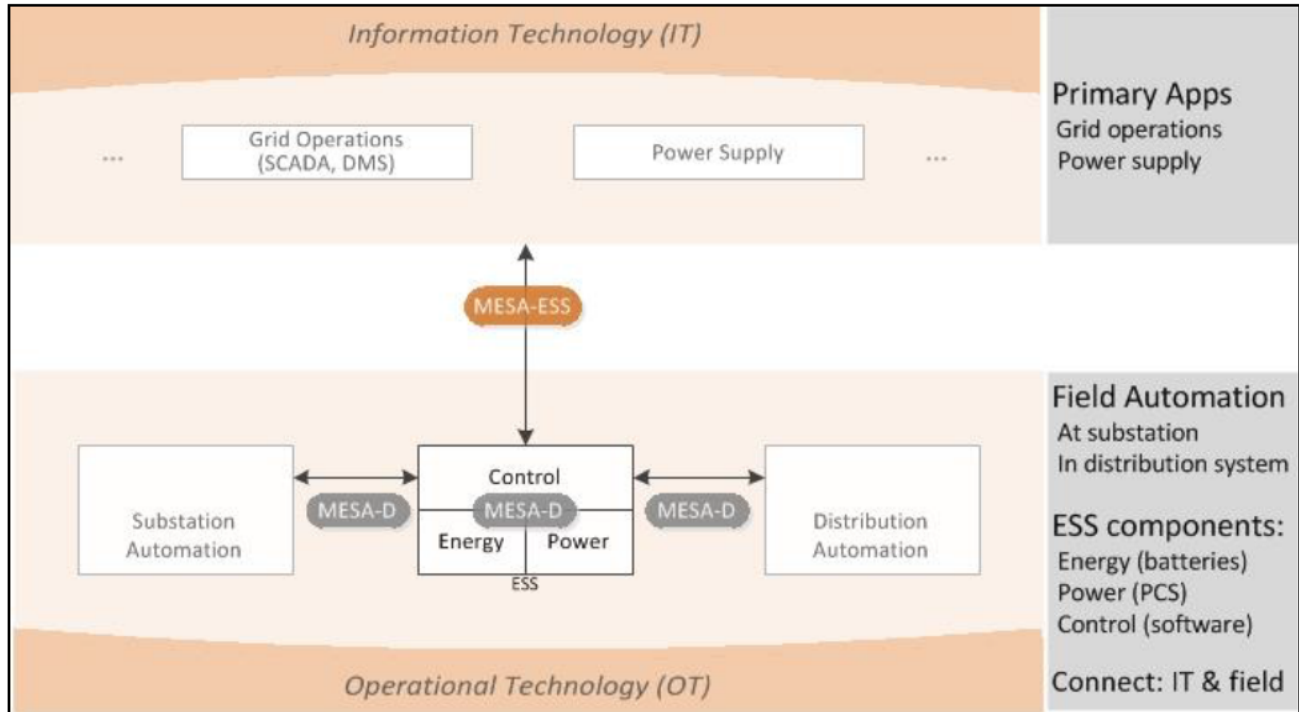 Information Technology (IT)
Grid Operations
(SCADA, DMS)
Power Supply
...
...
Primary Apps
Grid operations
Power supply
MESA-ESS
Substation
Automation
MESA-D
Control
MESA-D
Energy
Power
ESS
MESA-D
Distribution
Automation
Field Automation
At substation
In distribution system
ESS components:
Energy (batteries)
Power (PCS)
Control (software)
Connect: IT & field
Operational Technology (OT)